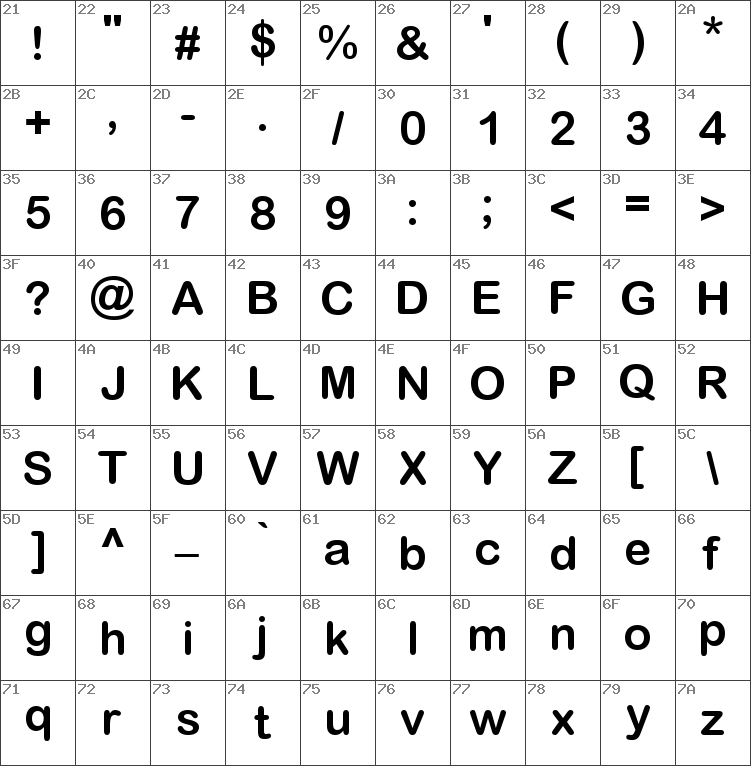 21 22 23 24 25 26 27 28 29 2A
! " # $ % & ' ( ) *
2B 2C 2D 2E 2F 30 31 32 33 34
+ , - . / 0 1 2 3 4
35 36 37 38 39 3A 3B 3C 3D 3E
5 6 7 8 9 : ; < = >
3F 40 41 42 43 44 45 46 47 48
? @ A B C D E F G H
49 4A 4B 4C 4D 4E 4F 50 51 52
I J K L M N O P Q R
53 54 55 56 57 58 59 5A 5B 5C
S T U V W X Y Z [ \
5D 5E 5F 60 61 62 63 64 65 66
] ^ _ ` a b c d e f
67 68 69 6A 6B 6C 6D 6E 6F 70
g h i j k l m n o p
71 72 73 74 75 76 77 78 79 7A
q r s t u v w x y z